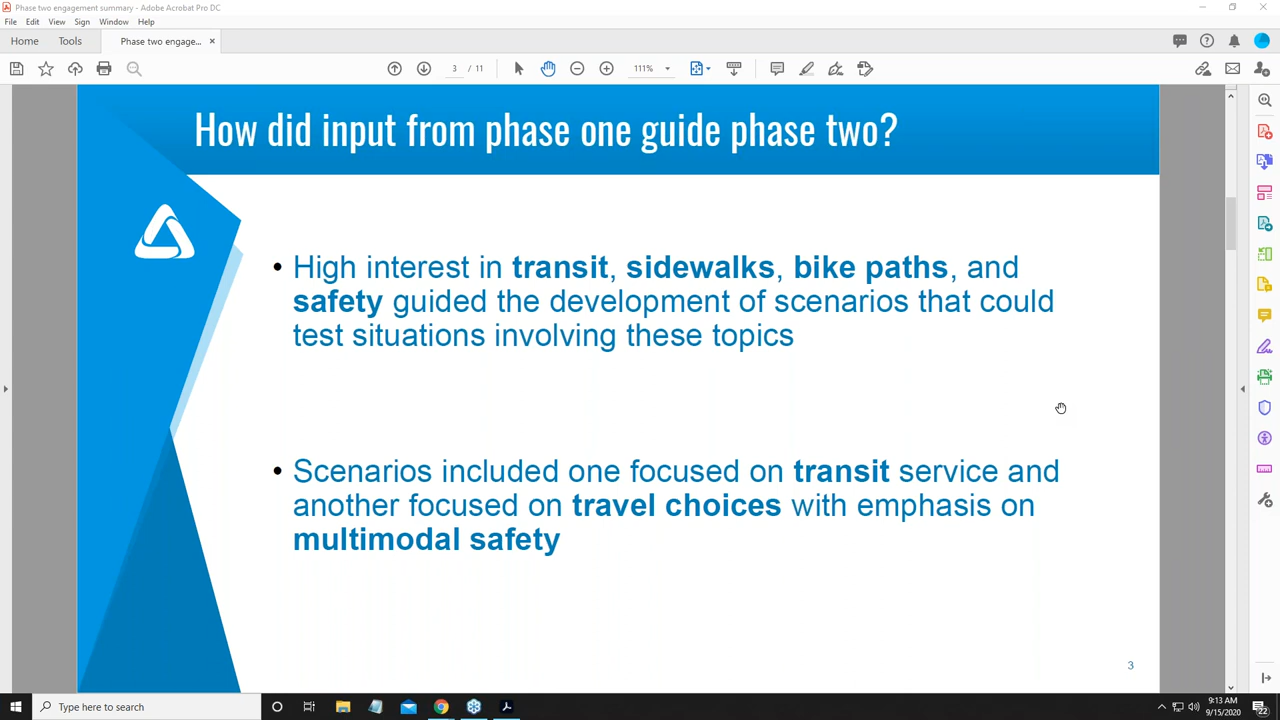 Phase two engagement summary - Adobe Acrobat Pro DC
File Edit View Sign Window Help
Home Tools Phase two engage... ×
3 / 11 111%
How did input from phase one guide phase two?
• High interest in transit, sidewalks, bike paths, and
safety guided the development of scenarios that could
test situations involving these topics
• Scenarios included one focused on transit service and
another focused on travel choices with emphasis on
multimodal safety
3
Type here to search
9:13 AM
9/15/2020
22